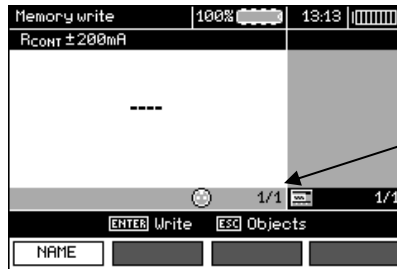 Memory write 100% 13:13
RCONT±200mA
----
1/1 1/1
ENTER Write ESC Objects
NAME